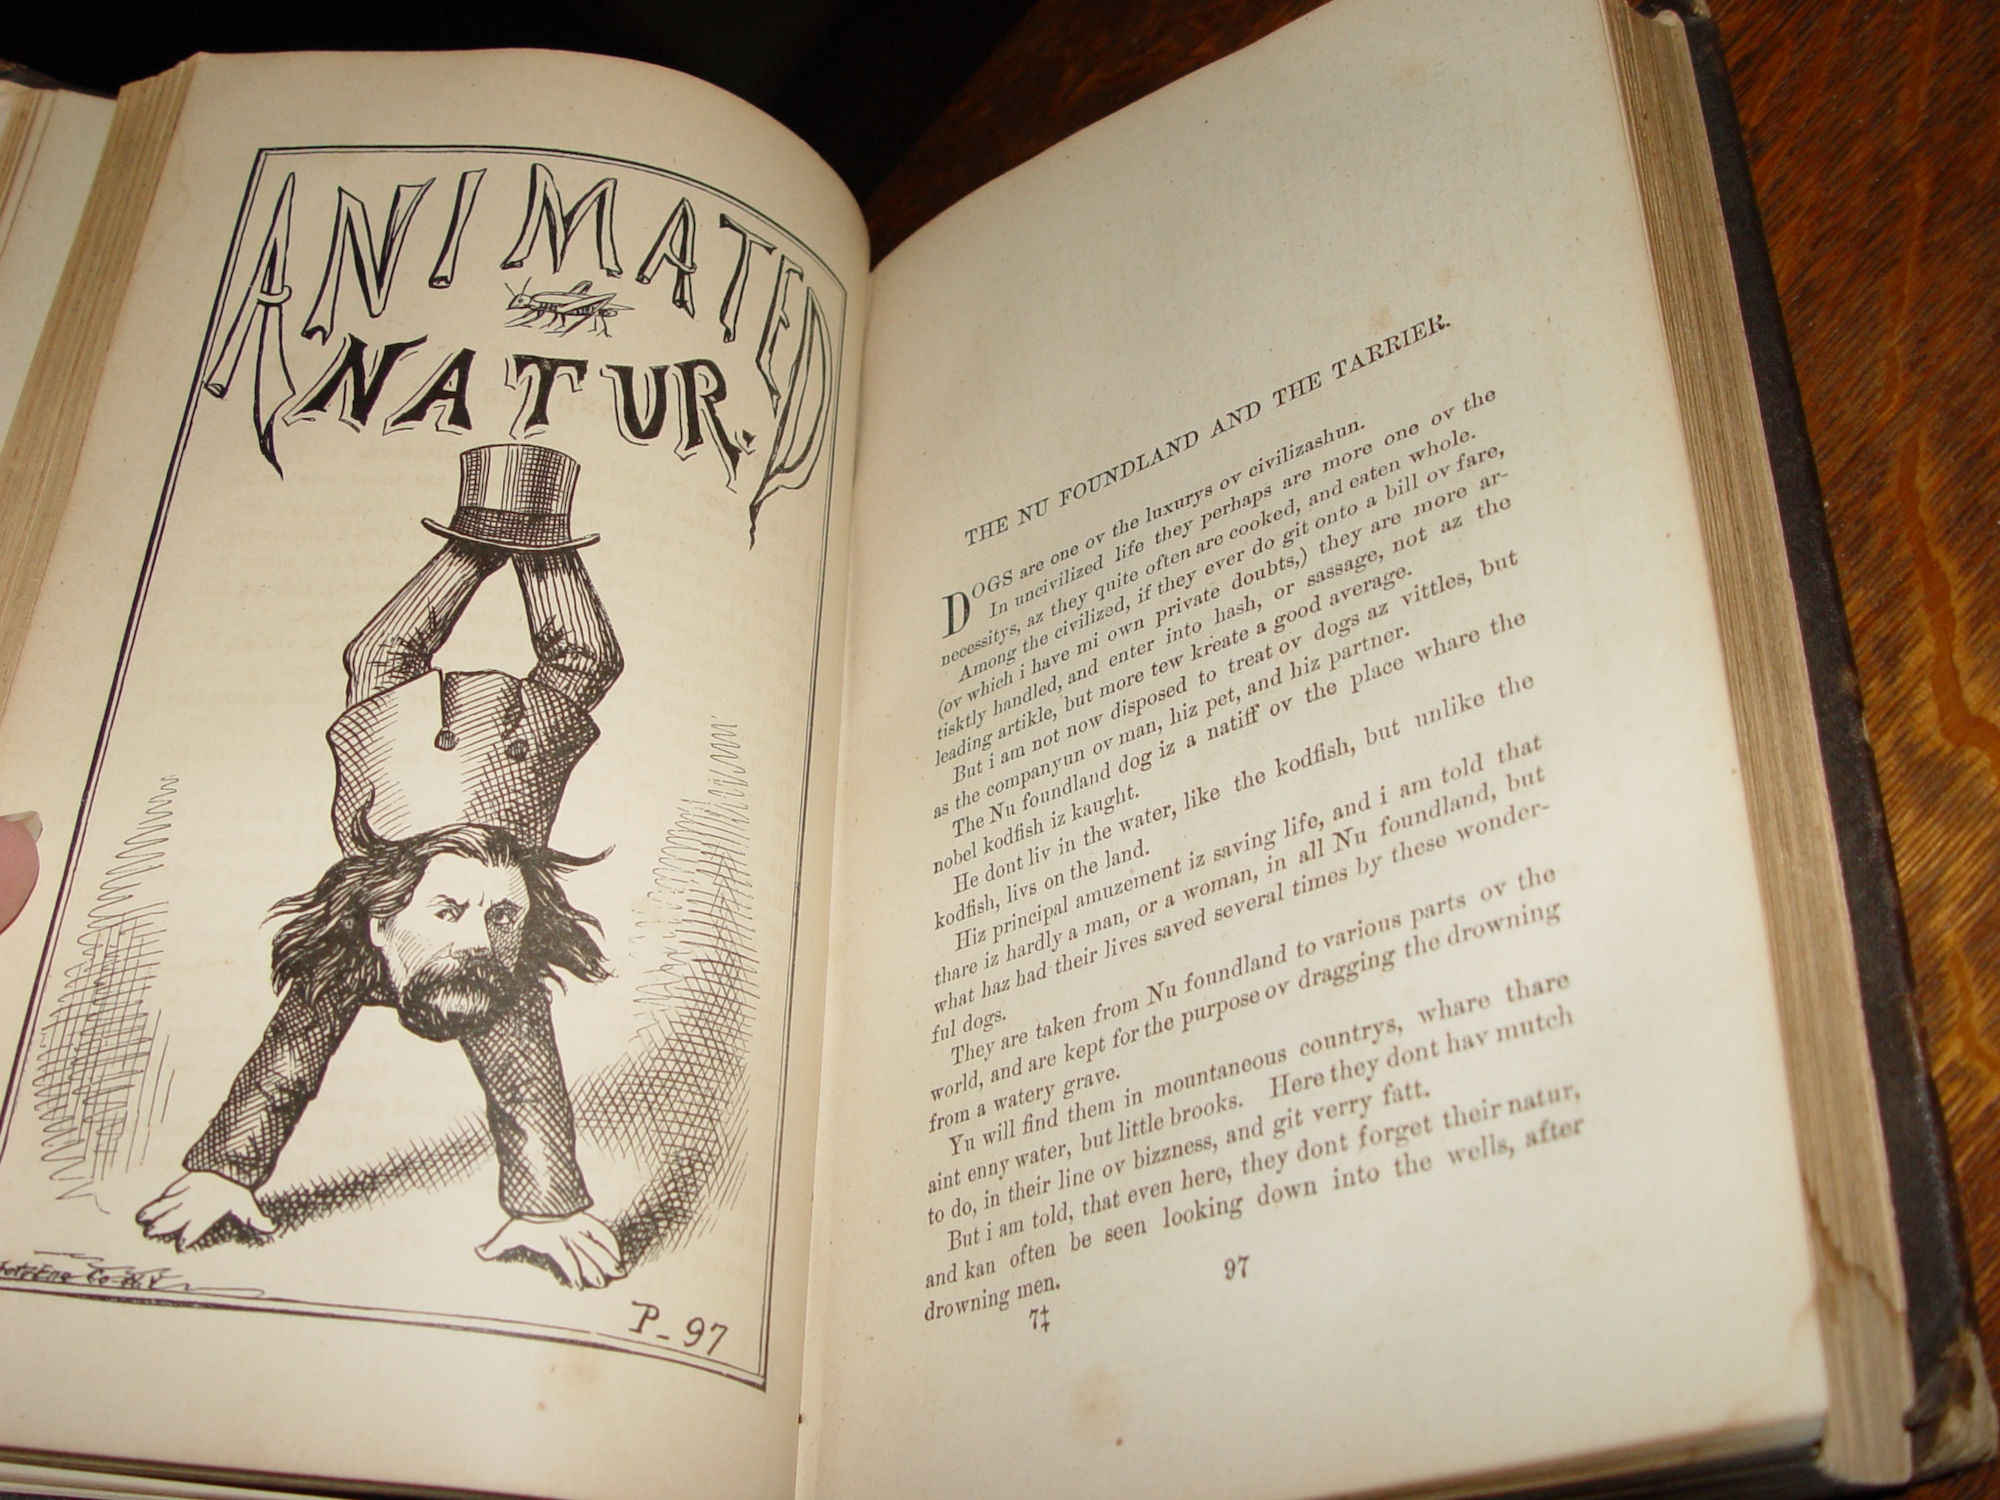 ANIMATED
NATUR.
P-97
THE NU FOUNDLAND AND THE TARRIER.
DOGS are one ov the luxurys ov civilizashun.
In uncivilized life they perhaps are more one ov the
necessitys, az they quite often are cooked, and eaten whole.
Among the civilized, if they ever do git onto a bill ov fare,
(ov which i have mi own private doubts,) they are more ar-
tisktly handled, and enter into hash, or sassage, not az the
leading artikle, but more tew kreate a good average.
But i am not now disposed to treat ov dogs az vittles, but
as the companyun ov man, hiz pet, and hiz partner.
The Nu foundland dog iz a natiff ov the place whare the
nobel kodfish iz kaught.
He dont liv in the water, like the kodfish, but unlike the
kodfish, livs on the land.
Hiz principal amuzement iz saving life, and i am told that
thare iz hardly a man, or a woman, in all Nu foundland, but
what haz had their lives saved several times by these wonder-
ful dogs.
They are taken from Nu foundland to various parts ov the
world, and are kept for the purpose ov dragging the drowning
from a watery grave.
Yu will find them in mountaneous countrys, whare thare
aint enny water, but little brooks. Here they dont hav mutch
to do, in their line ov bizzness, and git verry fatt.
But i am told, that even here, they dont forget their natur,
and kan often be seen looking down into the wells, after
drowning men.
97
7‡